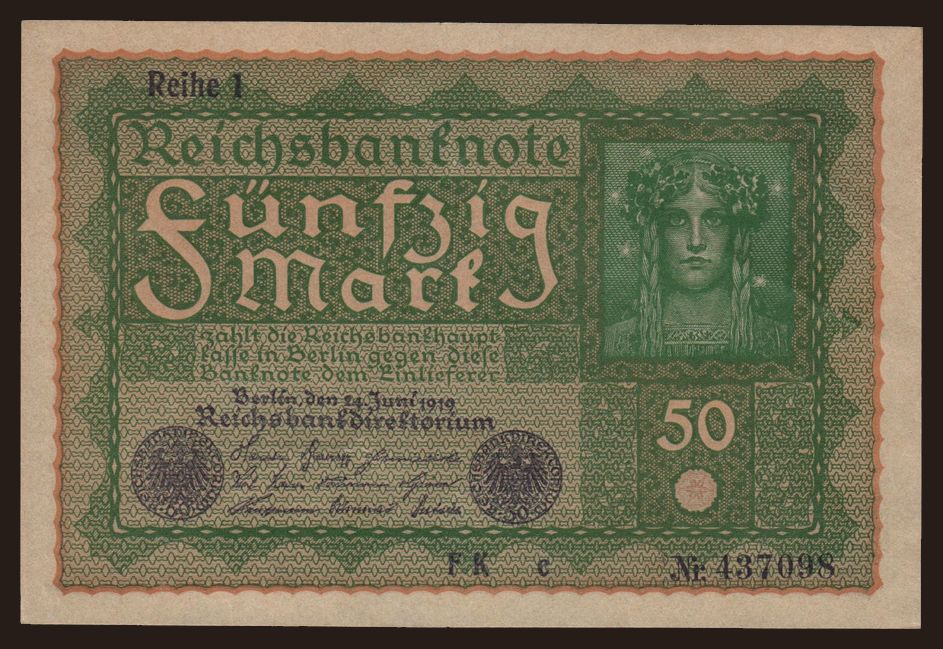 Reihe 1
Reichsbanknote
Fünfzig
Mark
zahlt die Reichsbankhaupt
kasse in Berlin gegen diese
Banknote dem Einlieferer
Berlin, den 24. Juni 1919
Reichsbankdirektorium
50
F K c Nr. 437098